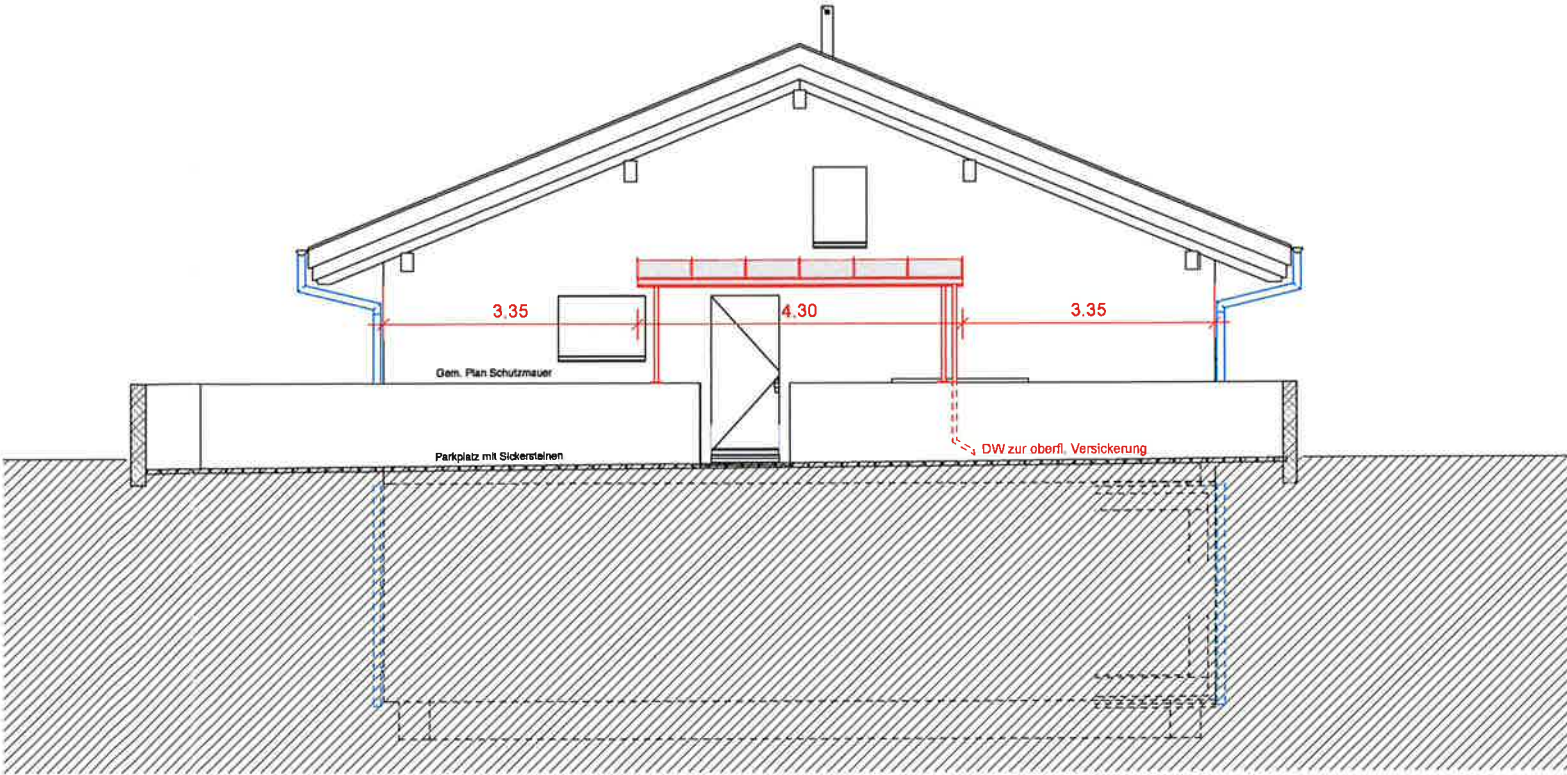 3.35
4.30
3.35
Gem. Plan Schutzmauer
Parkplatz mit Sickersteinen
DW zur oberfl. Versickerung